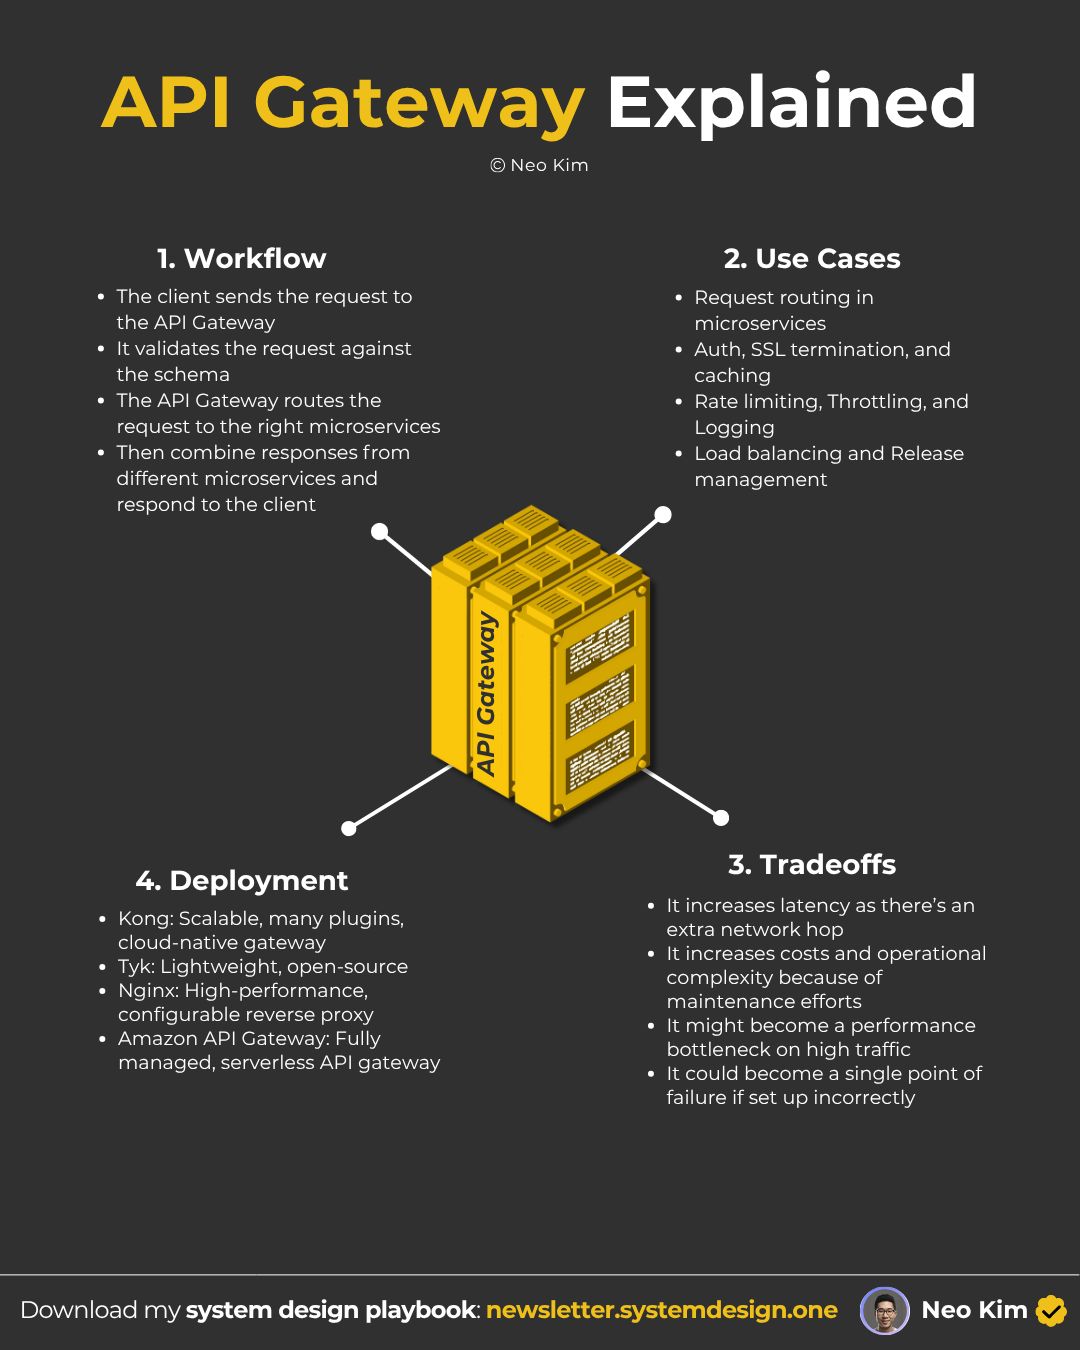 API Gateway Explained
© Neo Kim
1. Workflow
• The client sends the request to
the API Gateway
• It validates the request against
the schema
• The API Gateway routes the
request to the right microservices
• Then combine responses from
different microservices and
respond to the client
2. Use Cases
• Request routing in
microservices
• Auth, SSL termination, and
caching
• Rate limiting, Throttling, and
Logging
• Load balancing and Release
management
API Gateway
3. Tradeoffs
• It increases latency as there’s an
extra network hop
• It increases costs and operational
complexity because of
maintenance efforts
• It might become a performance
bottleneck on high traffic
• It could become a single point of
failure if set up incorrectly
4. Deployment
• Kong: Scalable, many plugins,
cloud-native gateway
• Tyk: Lightweight, open-source
• Nginx: High-performance,
configurable reverse proxy
• Amazon API Gateway: Fully
managed, serverless API gateway
Download my system design playbook: newsletter.systemdesign.one
Neo Kim